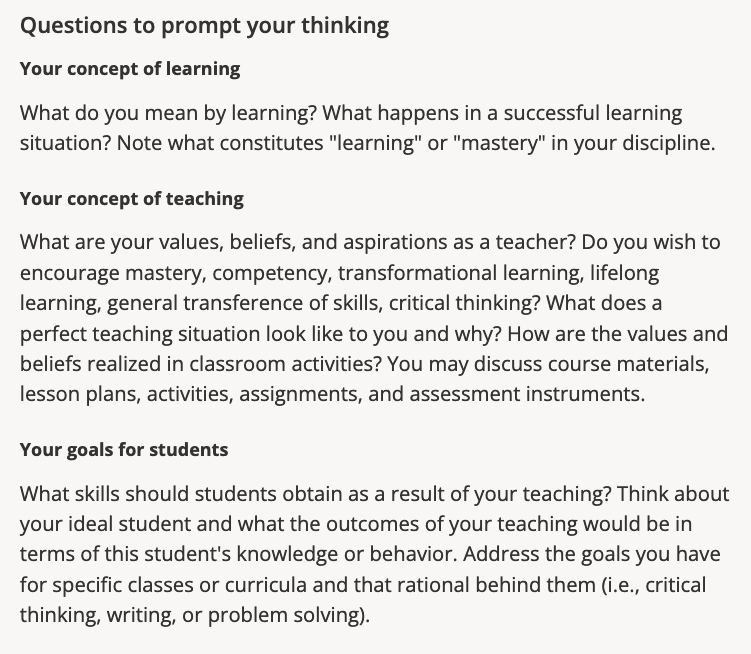 Questions to prompt your thinking
Your concept of learning
What do you mean by learning? What happens in a successful learning
situation? Note what constitutes "learning" or "mastery" in your discipline.
Your concept of teaching
What are your values, beliefs, and aspirations as a teacher? Do you wish to
encourage mastery, competency, transformational learning, lifelong
learning, general transference of skills, critical thinking? What does a
perfect teaching situation look like to you and why? How are the values and
beliefs realized in classroom activities? You may discuss course materials,
lesson plans, activities, assignments, and assessment instruments.
Your goals for students
What skills should students obtain as a result of your teaching? Think about
your ideal student and what the outcomes of your teaching would be in
terms of this student's knowledge or behavior. Address the goals you have
for specific classes or curricula and that rational behind them (i.e., critical
thinking, writing, or problem solving).